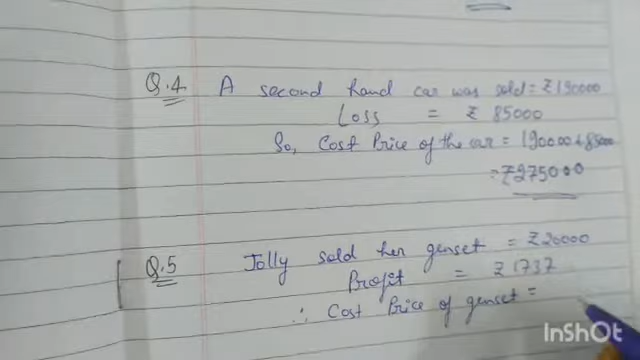 Q.4 A second hand car was sold = ₹190000
Loss = ₹ 85000
So, Cost Price of the car = 190000+85000
= ₹275000
Q.5 Jolly sold her genset = ₹20000
Profit = ₹1737
∴ Cost Price of genset =
InShOt